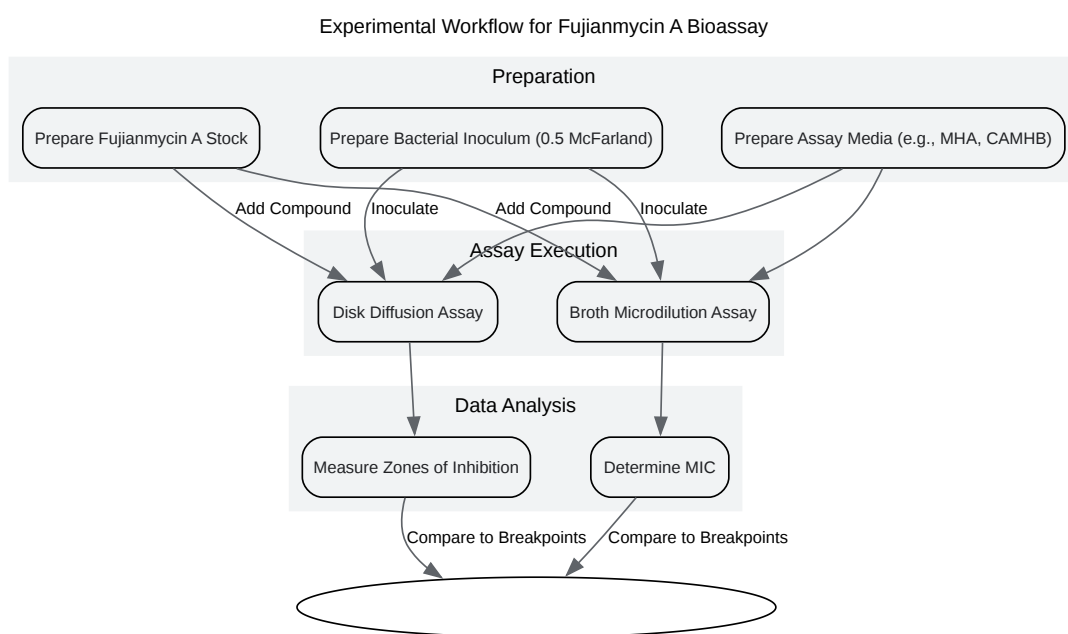 Experimental Workflow for Fujianmycin A Bioassay
Preparation
Prepare Fujianmycin A Stock
Prepare Bacterial Inoculum (0.5 McFarland)
Prepare Assay Media (e.g., MHA, CAMHB)
Add Compound
Inoculate
Add Compound
Inoculate
Assay Execution
Disk Diffusion Assay
Broth Microdilution Assay
Data Analysis
Measure Zones of Inhibition
Determine MIC
Compare to Breakpoints
Compare to Breakpoints